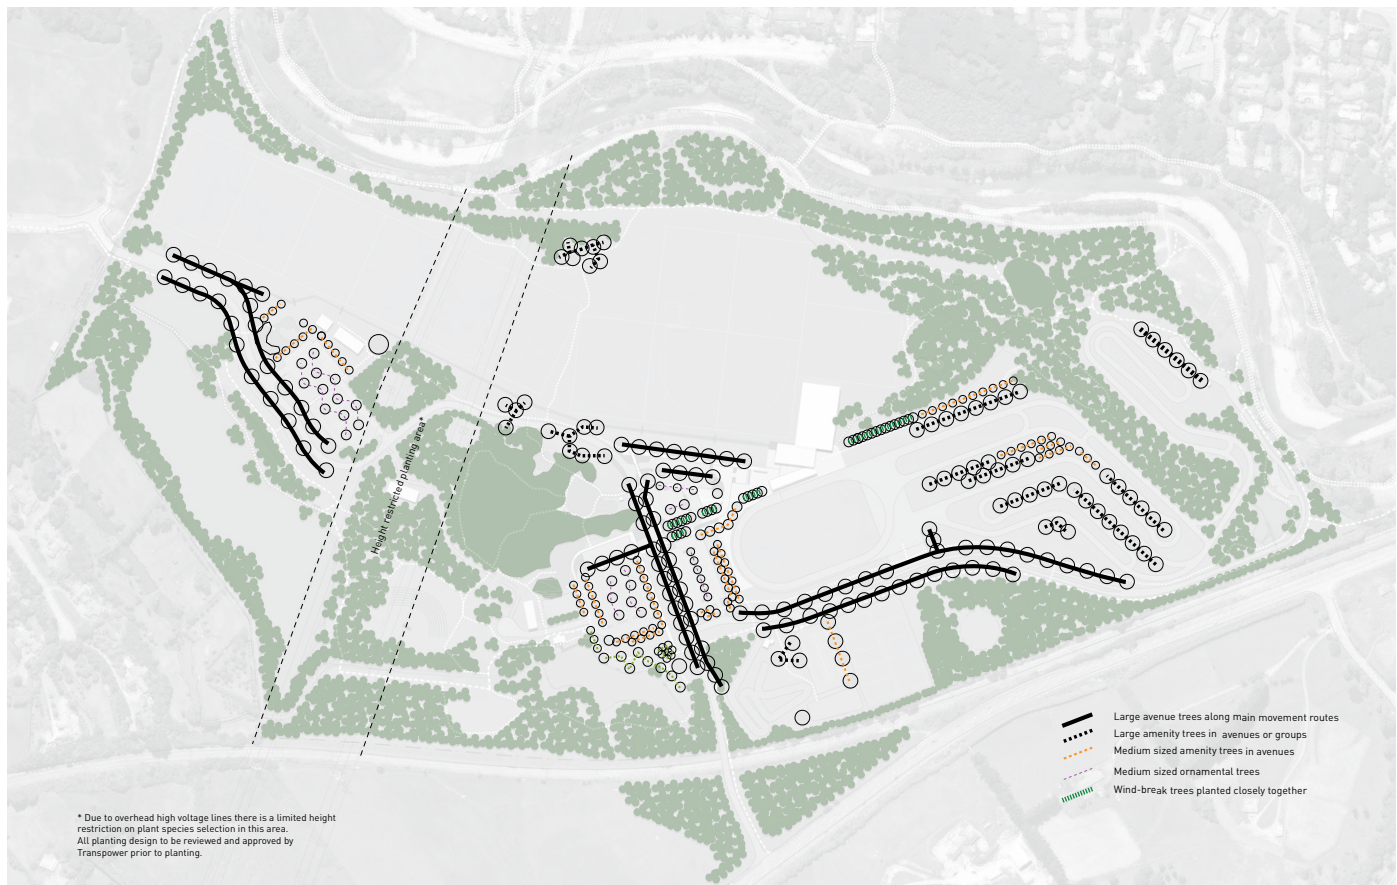 Height restricted planting area*
Large avenue trees along main movement routes
Large amenity trees in avenues or groups
Medium sized amenity trees in avenues
Medium sized ornamental trees
Wind-break trees planted closely together
* Due to overhead high voltage lines there is a limited height
restriction on plant species selection in this area.
All planting design to be reviewed and approved by
Transpower prior to planting.